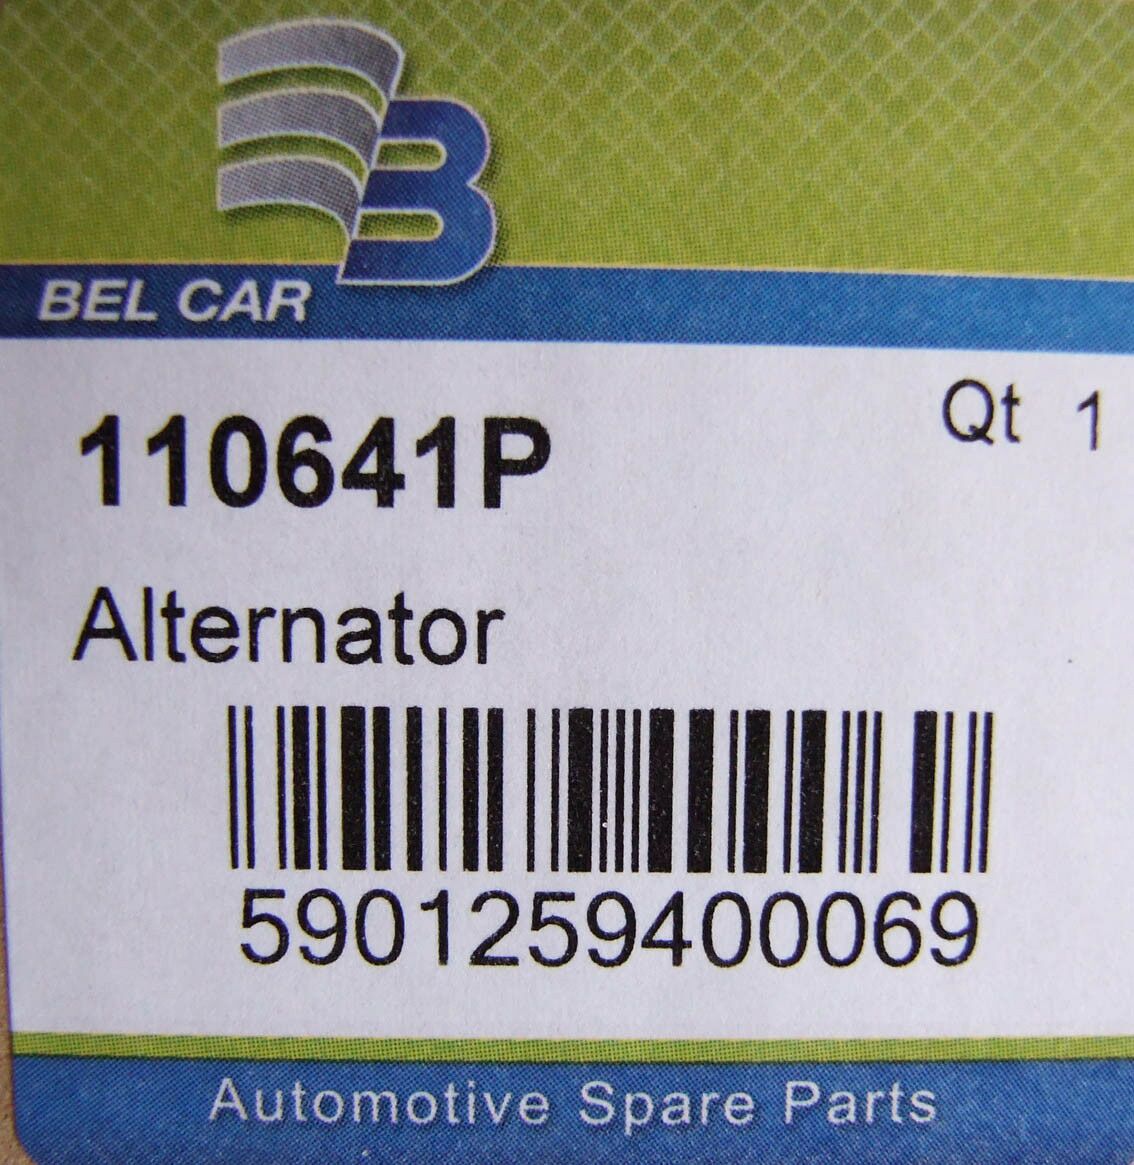 B
BEL CAR
Qt 1
110641P
Alternator
5901259400069
Automotive Spare Parts